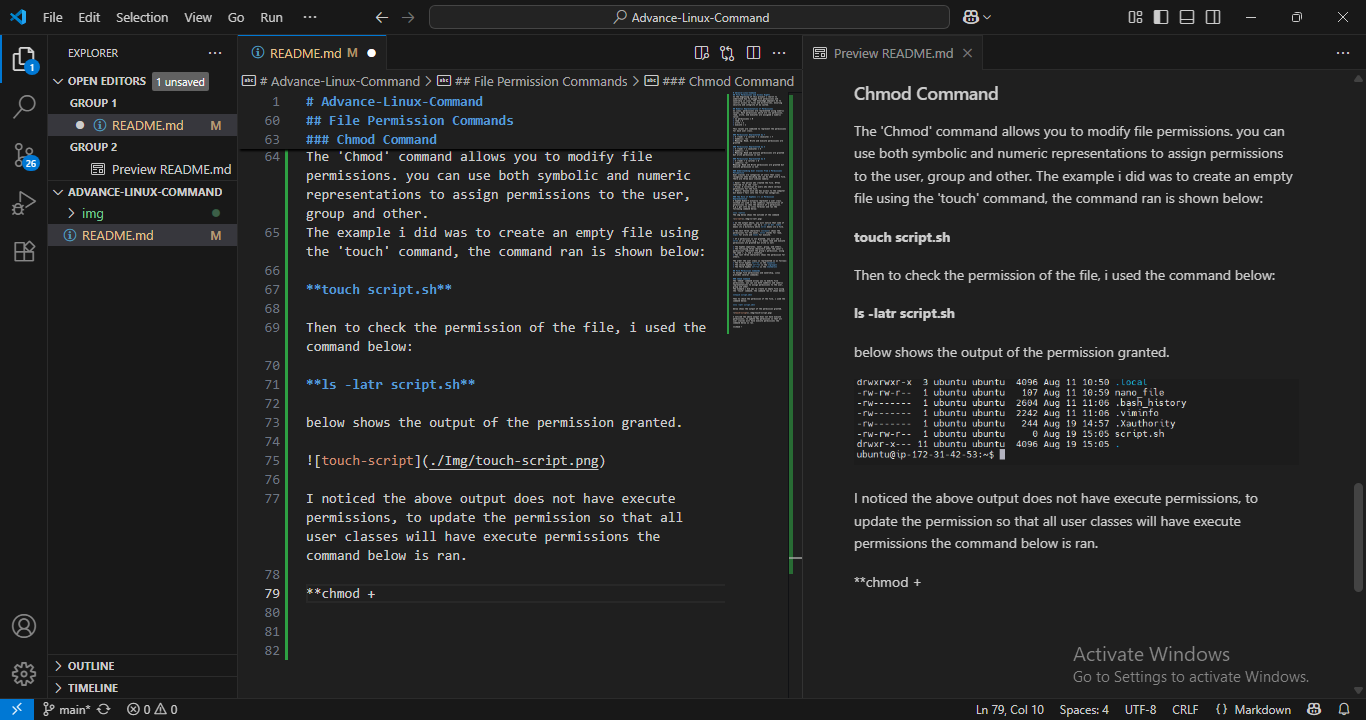 File Edit Selection View Go Run ··· Advance-Linux-Command
EXPLORER ···
OPEN EDITORS 1 unsaved
GROUP 1
README.md M
GROUP 2
Preview README.md
ADVANCE-LINUX-COMMAND
img
README.md M
OUTLINE
TIMELINE
1
26
README.md M
# Advance-Linux-Command > ## File Permission Commands > ### Chmod Command
1 # Advance-Linux-Command
60 ## File Permission Commands
63 ### Chmod Command
64 The 'Chmod' command allows you to modify file
permissions. you can use both symbolic and numeric
representations to assign permissions to the user,
group and other.
65 The example i did was to create an empty file using
the 'touch' command, the command ran is shown below:
66
67 **touch script.sh**
68
69 Then to check the permission of the file, i used the
command below:
70
71 **ls -latr script.sh**
72
73 below shows the output of the permission granted.
74
75 ![touch-script](./Img/touch-script.png)
76
77 I noticed the above output does not have execute
permissions, to update the permission so that all
user classes will have execute permissions the
command below is ran.
78
79 **chmod +
80
81
82
Preview README.md
Chmod Command
The 'Chmod' command allows you to modify file permissions. you can
use both symbolic and numeric representations to assign permissions
to the user, group and other. The example i did was to create an empty
file using the 'touch' command, the command ran is shown below:
touch script.sh
Then to check the permission of the file, i used the command below:
ls -latr script.sh
below shows the output of the permission granted.
drwxrwxr-x 3 ubuntu ubuntu 4096 Aug 11 10:50 .local
-rw-rw-r-- 1 ubuntu ubuntu 107 Aug 11 10:59 nano_file
-rw------- 1 ubuntu ubuntu 2604 Aug 11 11:06 .bash_history
-rw------- 1 ubuntu ubuntu 2242 Aug 11 11:06 .viminfo
-rw------- 1 ubuntu ubuntu 244 Aug 19 14:57 .Xauthority
-rw-rw-r-- 1 ubuntu ubuntu 0 Aug 19 15:05 script.sh
drwxr-x--- 11 ubuntu ubuntu 4096 Aug 19 15:05 .
ubuntu@ip-172-31-42-53:~$
I noticed the above output does not have execute permissions, to
update the permission so that all user classes will have execute
permissions the command below is ran.
**chmod +
Activate Windows
Go to Settings to activate Windows.
main* 0 0 Ln 79, Col 10 Spaces: 4 UTF-8 CRLF {} Markdown